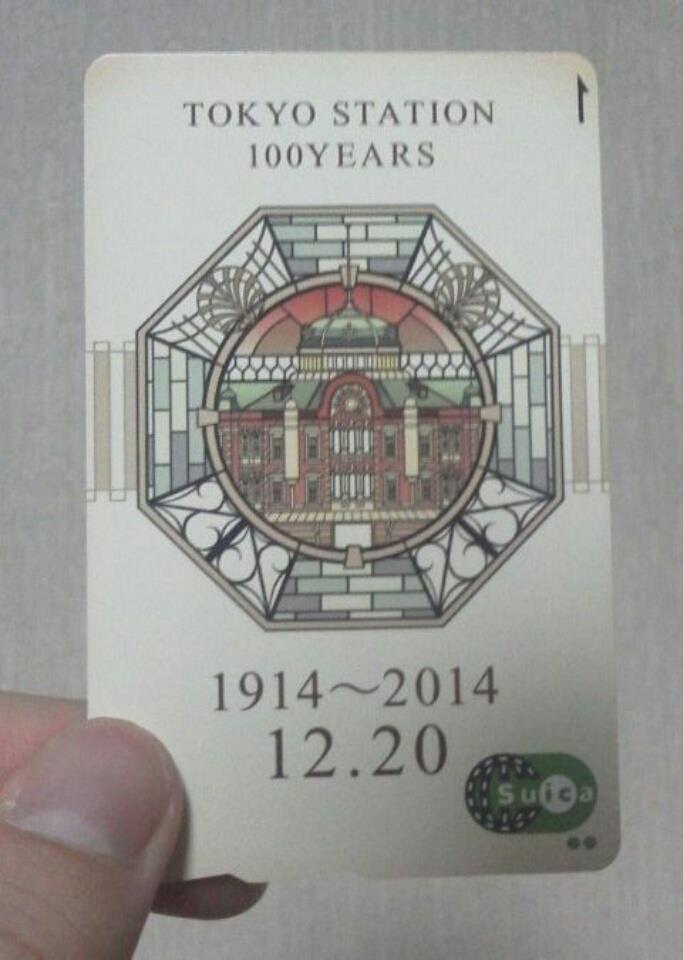 TOKYO STATION
100YEARS
1914～2014
12.20
Suica